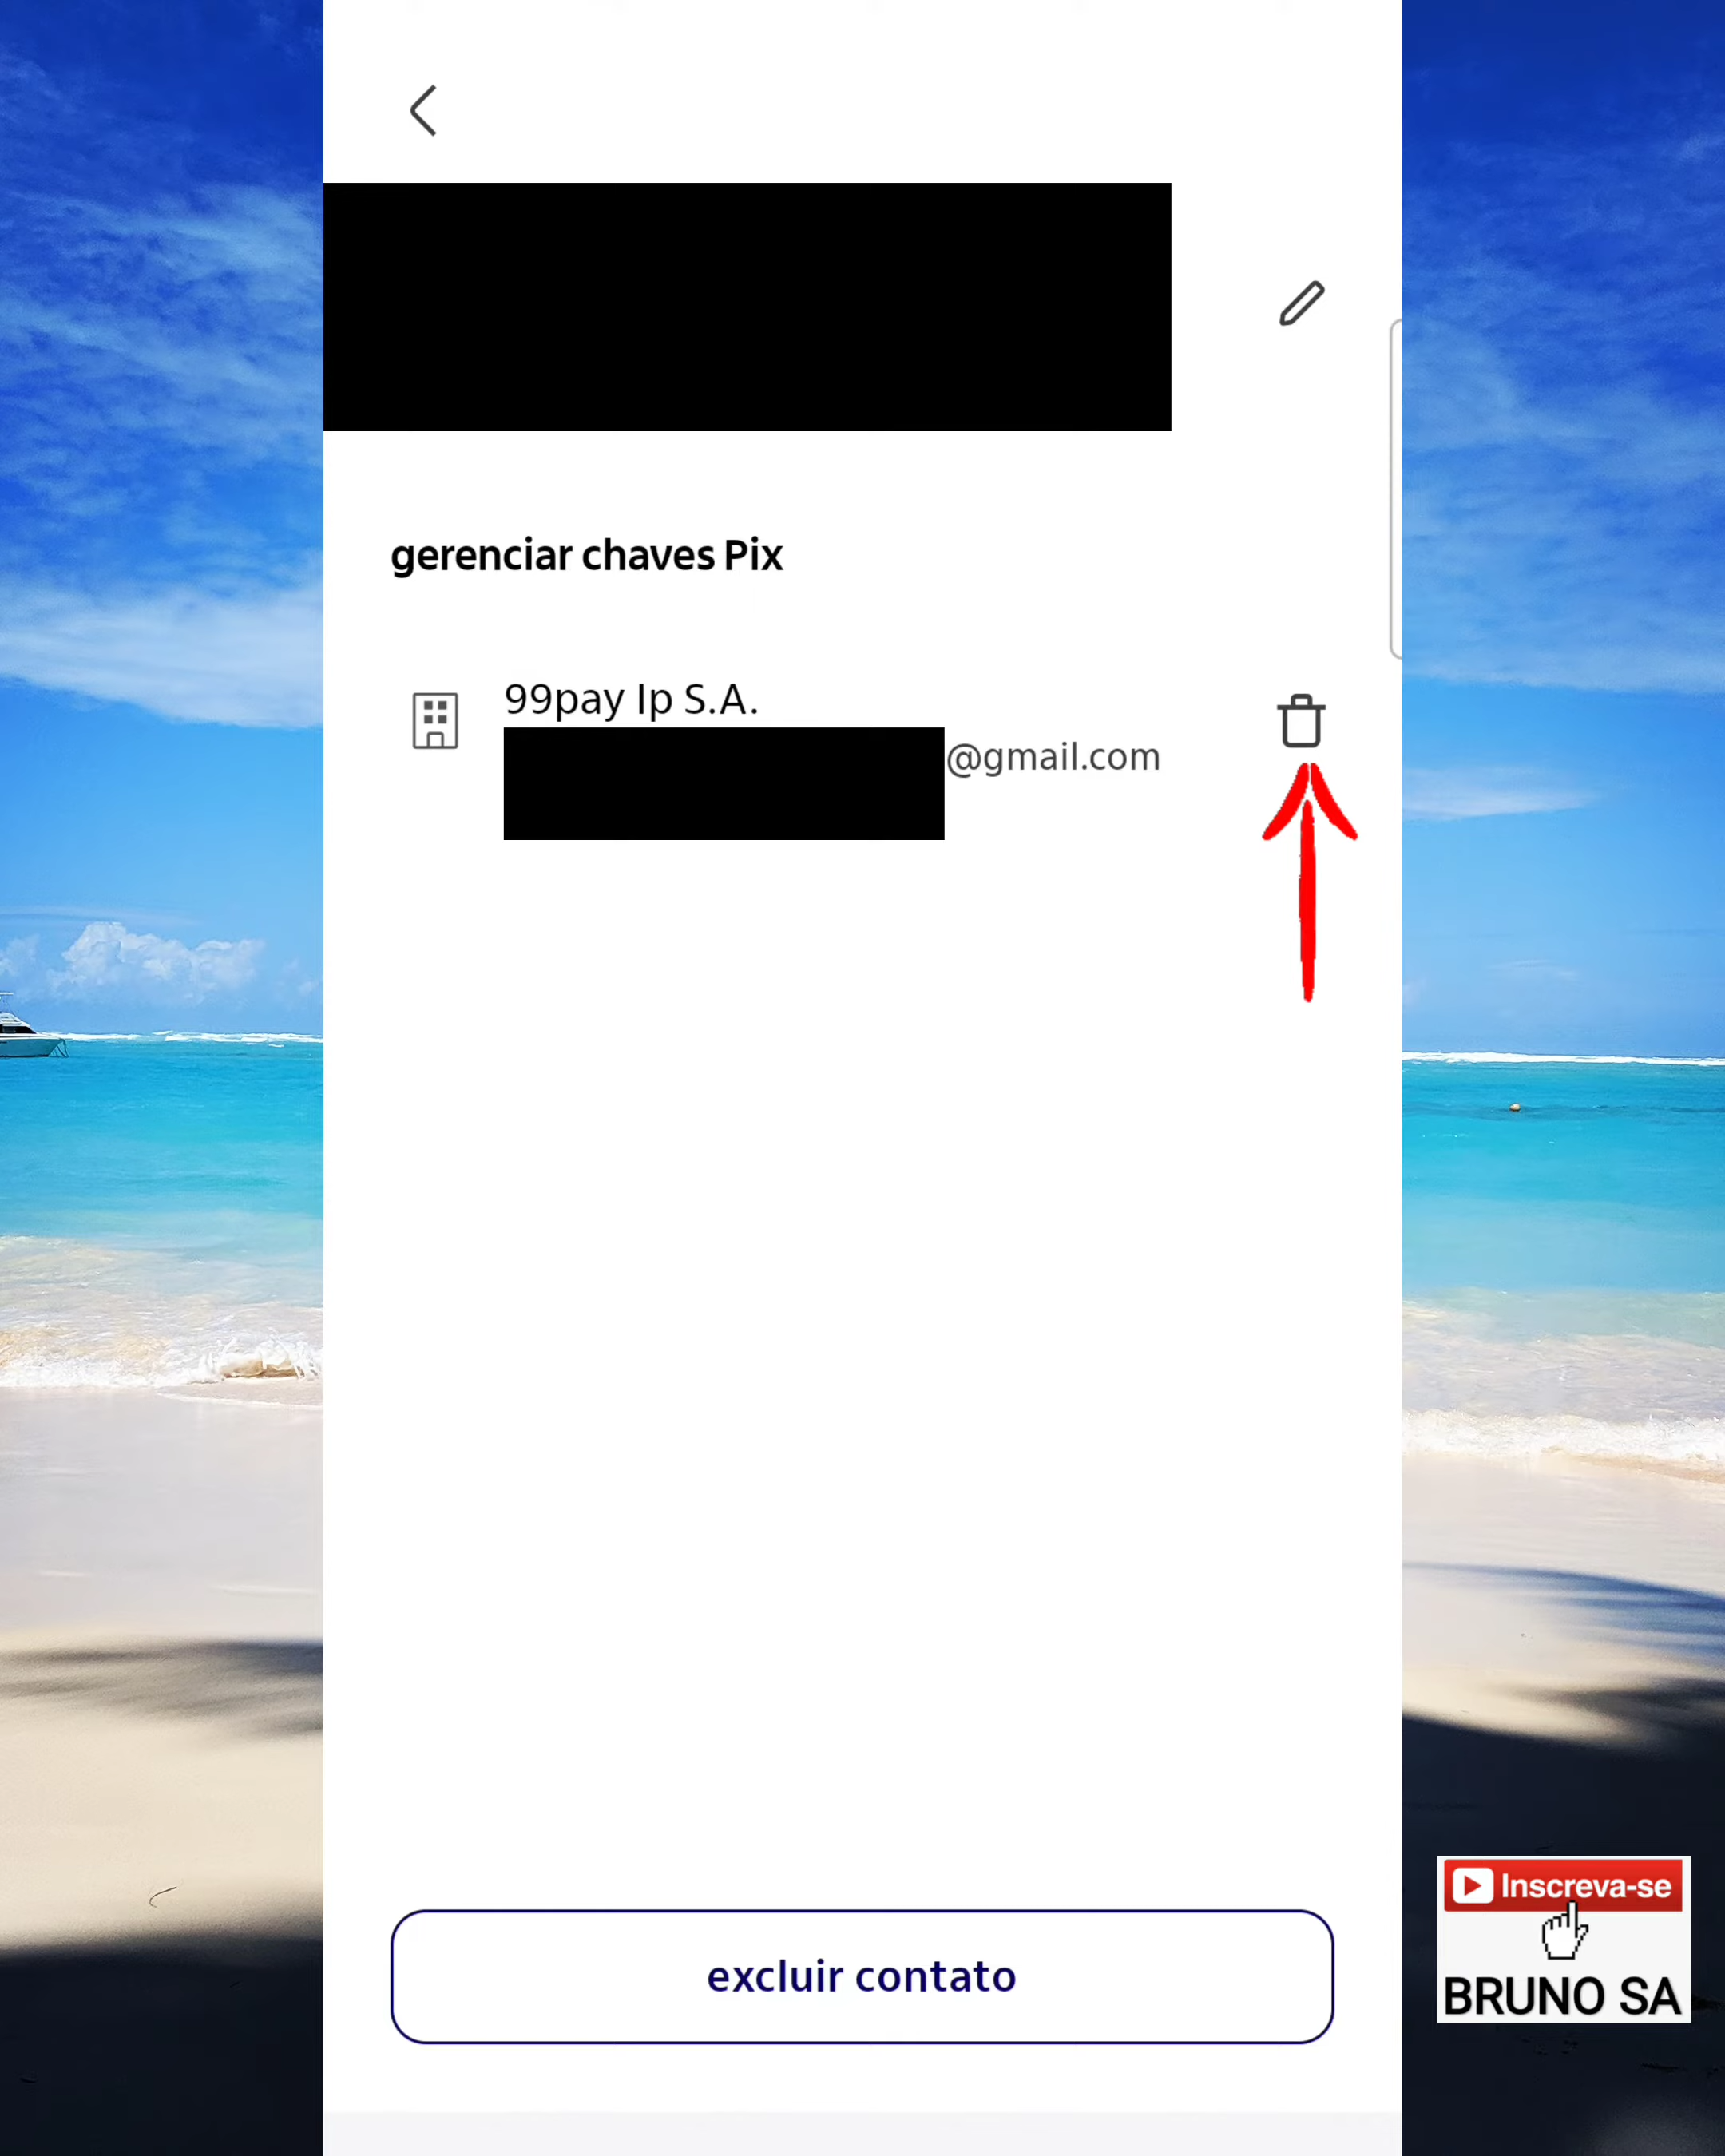 gerenciar chaves Pix
99pay Ip S.A.
@gmail.com
excluir contato
Inscreva-se
BRUNO SA